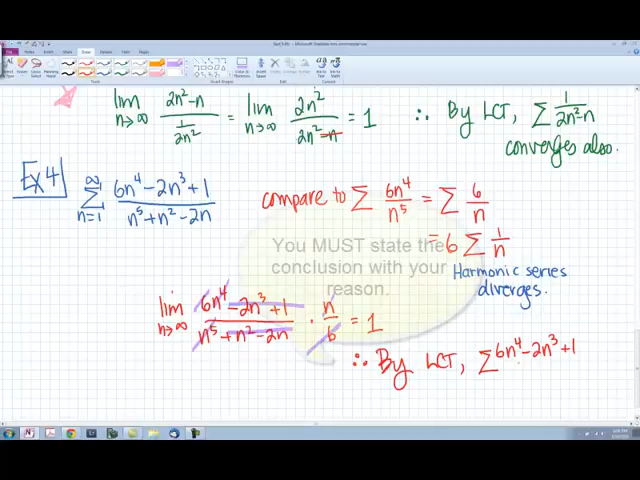 lim n→∞ (2n²-n)/(1/(2n²)) = lim n→∞ 2n²/(2n²-n) = 1 ∴ By LCT, Σ 1/(2n²-n)
converges also.
Ex 4 Σ n=1 ∞ (6n⁴-2n³+1)/(n⁵+n²-2n) compare to Σ 6n⁴/n⁵ = Σ 6/n
= 6 Σ 1/n
You MUST state the
conclusion with your
reason.
Harmonic series
diverges.
lim n→∞ (6n⁴-2n³+1)/(n⁵+n²-2n) · n/6 = 1
∴ By LCT, Σ 6n⁴-2n³+1